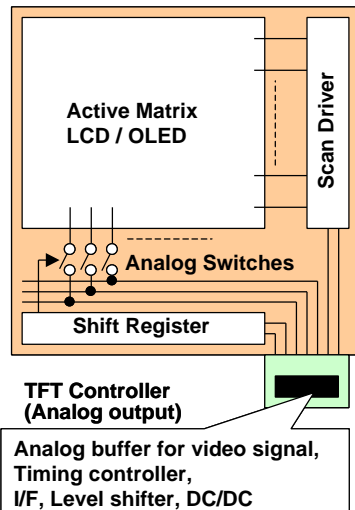 Active Matrix
LCD / OLED
Scan Driver
Analog Switches
Shift Register
TFT Controller
(Analog output)
Analog buffer for video signal,
Timing controller,
I/F, Level shifter, DC/DC